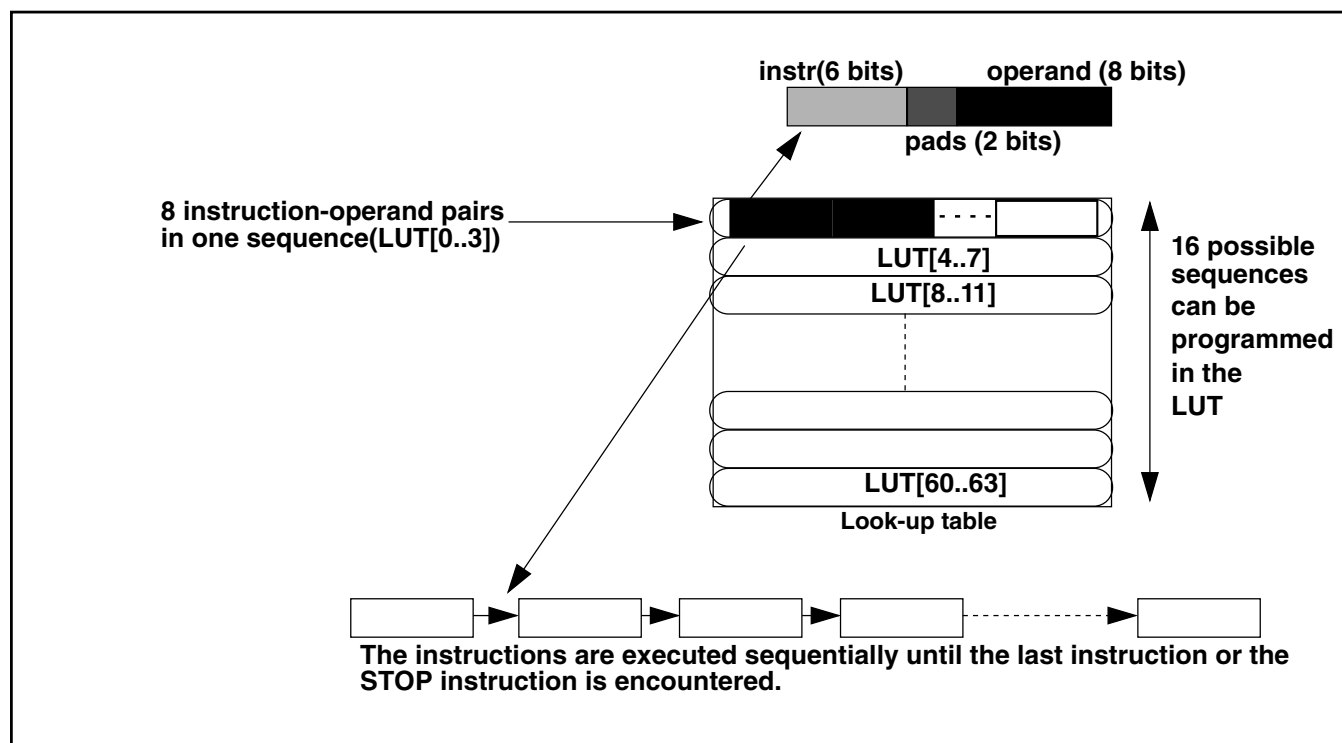 instr(6 bits)
operand (8 bits)
pads (2 bits)
8 instruction-operand pairs
in one sequence(LUT[0..3])
LUT[4..7]
LUT[8..11]
LUT[60..63]
Look-up table
16 possible
sequences
can be
programmed
in the
LUT
The instructions are executed sequentially until the last instruction or the
STOP instruction is encountered.